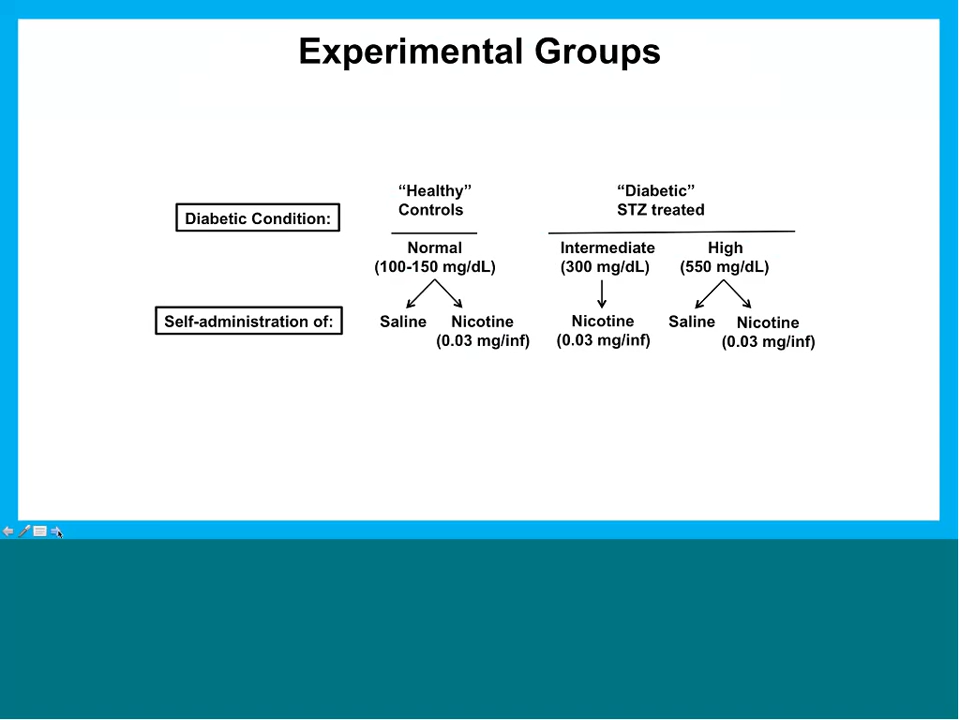 Experimental Groups
“Healthy”
Controls
“Diabetic”
STZ treated
Diabetic Condition:
Normal
(100-150 mg/dL)
Intermediate
(300 mg/dL)
High
(550 mg/dL)
Self-administration of:
Saline
Nicotine
(0.03 mg/inf)
Nicotine
(0.03 mg/inf)
Saline
Nicotine
(0.03 mg/inf)